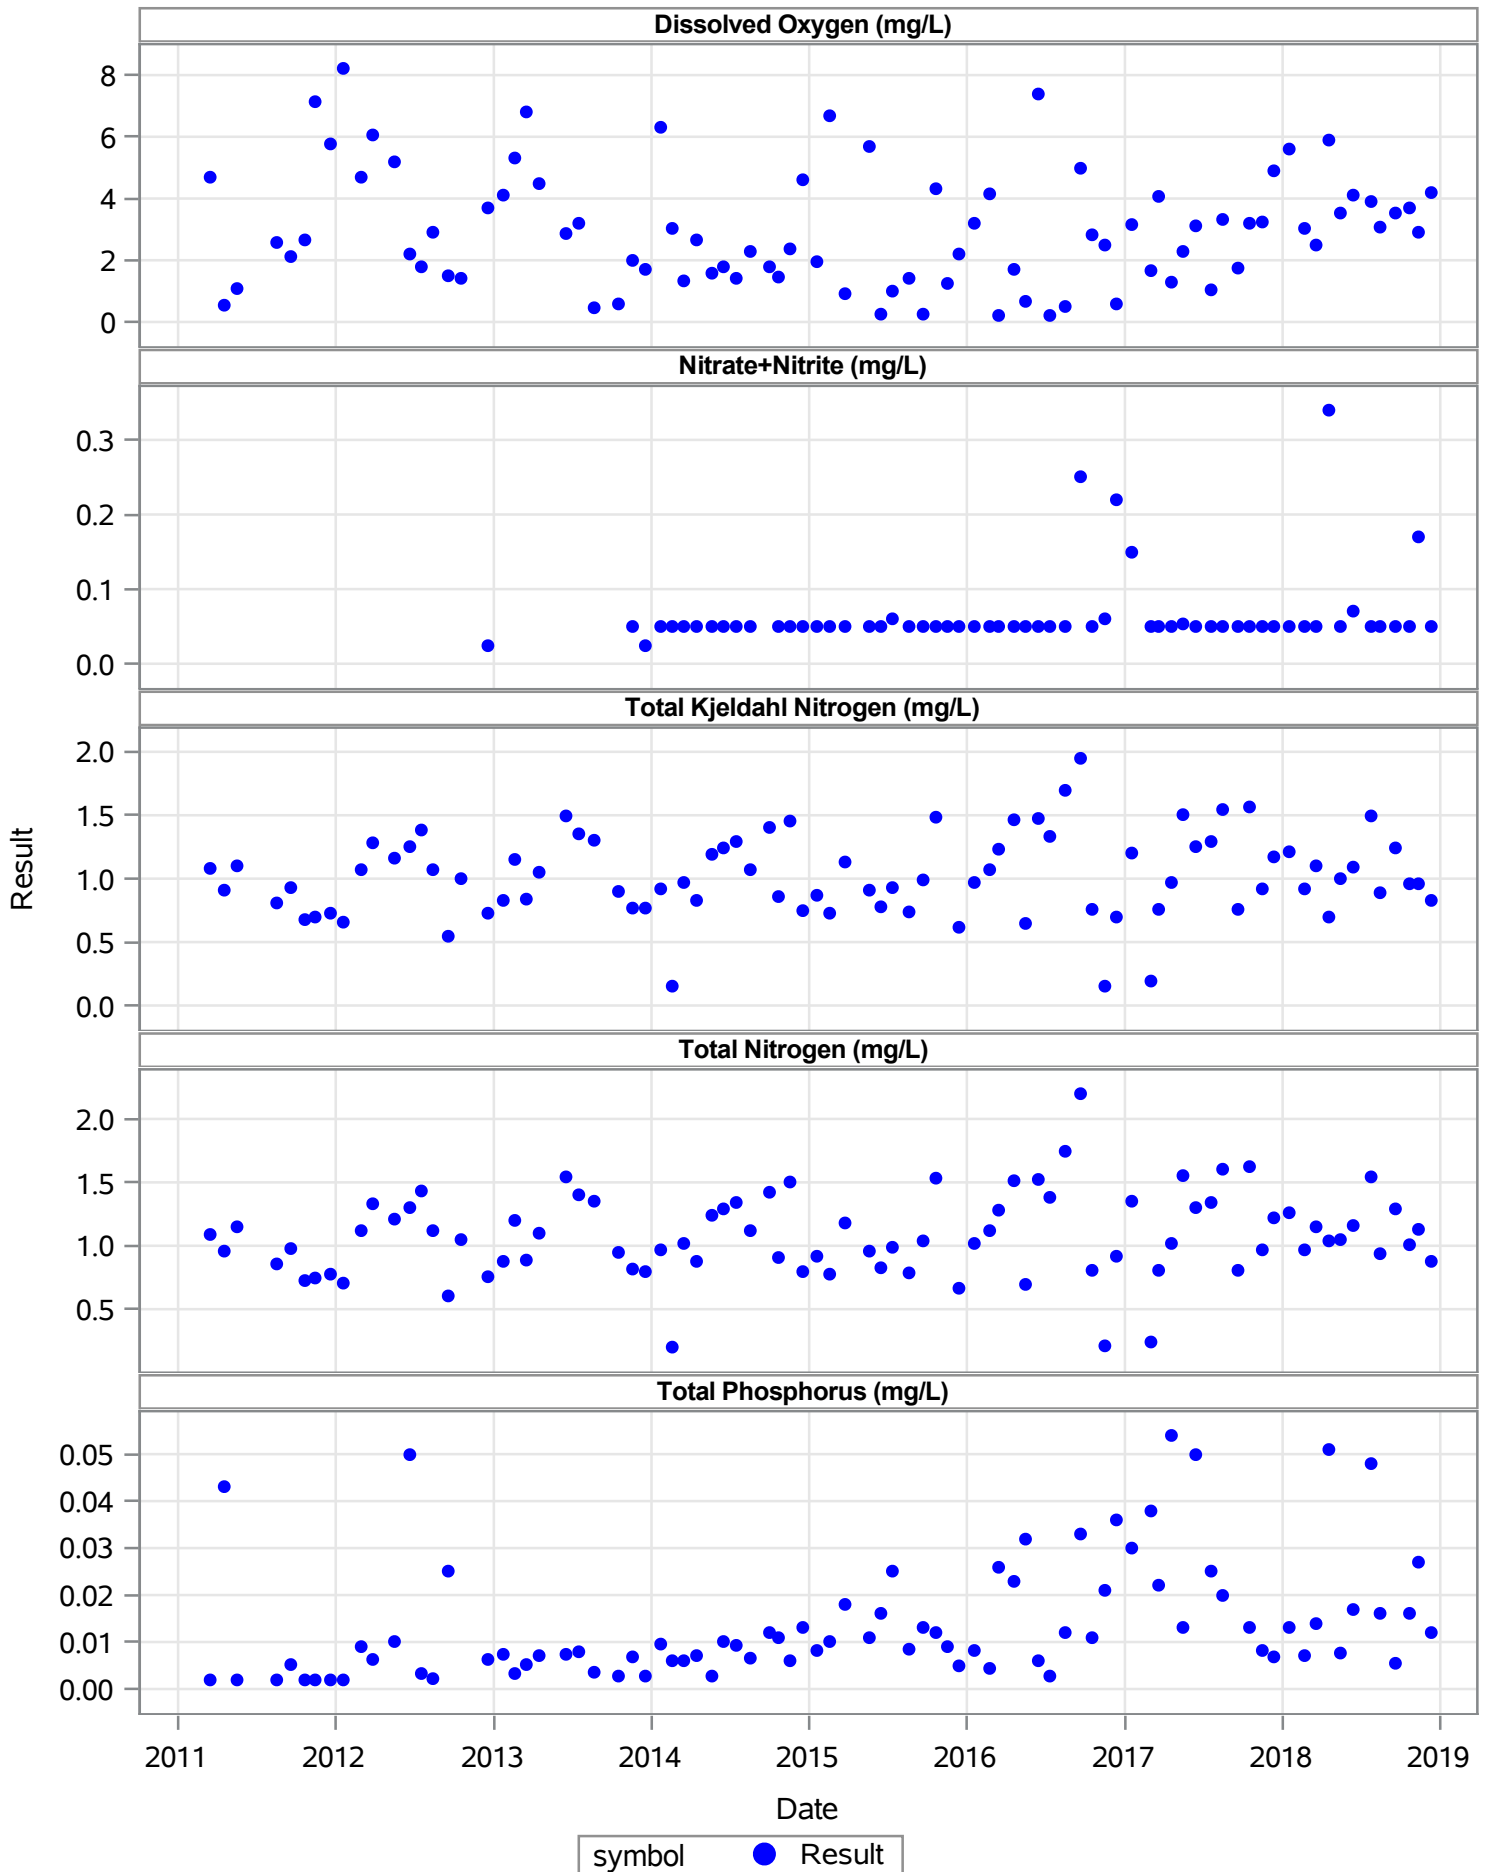 Dissolved Oxygen (mg/L)
8
6
4
2
0
Nitrate+Nitrite (mg/L)
0.3
0.2
0.1
0.0
Total Kjeldahl Nitrogen (mg/L)
2.0
1.5
1.0
0.5
0.0
Result
Total Nitrogen (mg/L)
2.0
1.5
1.0
0.5
Total Phosphorus (mg/L)
0.05
0.04
0.03
0.02
0.01
0.00
2011 2012 2013 2014 2015 2016 2017 2018 2019
Date
symbol Result